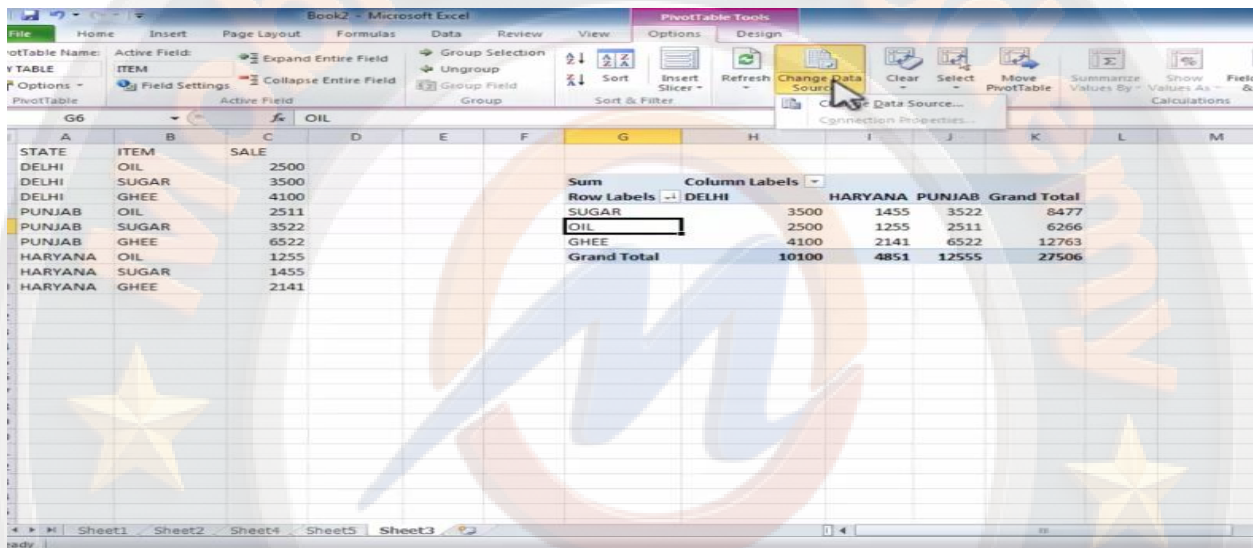 Book2 - Microsoft Excel PivotTable Tools
File Home Insert Page Layout Formulas Data Review View Options Design
PivotTable Name: Active Field: Expand Entire Field Group Selection
TABLE ITEM Collapse Entire Field Ungroup Sort Insert Slicer Refresh Change Data Source Clear Select Move PivotTable Summarize Values By Show Values As
Options Field Settings Group Field
PivotTable Active Field Group Sort & Filter Calculations
Change Data Source...
Connection Properties...
G6 fx OIL
A B C D E F G H I J K L M
STATE ITEM SALE
DELHI OIL 2500
DELHI SUGAR 3500 Sum Column Labels
DELHI GHEE 4100 Row Labels DELHI HARYANA PUNJAB Grand Total
PUNJAB OIL 2511 SUGAR 3500 1455 3522 8477
PUNJAB SUGAR 3522 OIL 2500 1255 2511 6266
PUNJAB GHEE 6522 GHEE 4100 2141 6522 12763
HARYANA OIL 1255 Grand Total 10100 4851 12555 27506
HARYANA SUGAR 1455
HARYANA GHEE 2141
Sheet1 Sheet2 Sheet4 Sheet5 Sheet3